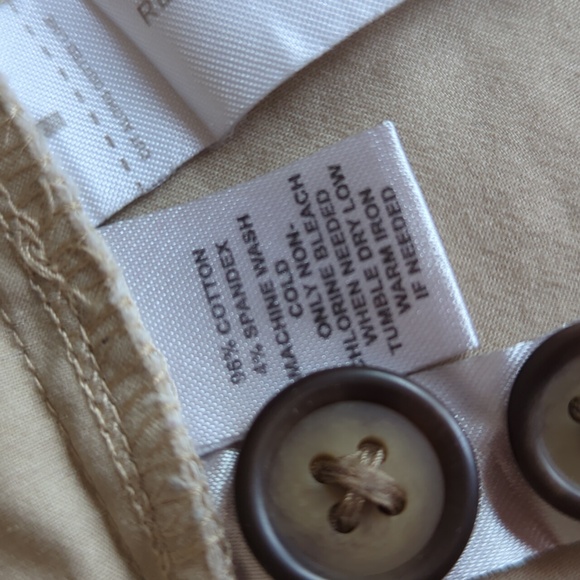 96% COTTON
4% SPANDEX
MACHINE WASH
COLD
ONLY NON-
CHLORINE BLEACH
WHEN NEEDED
TUMBLE DRY LOW
WARM IRON
IF NEEDED